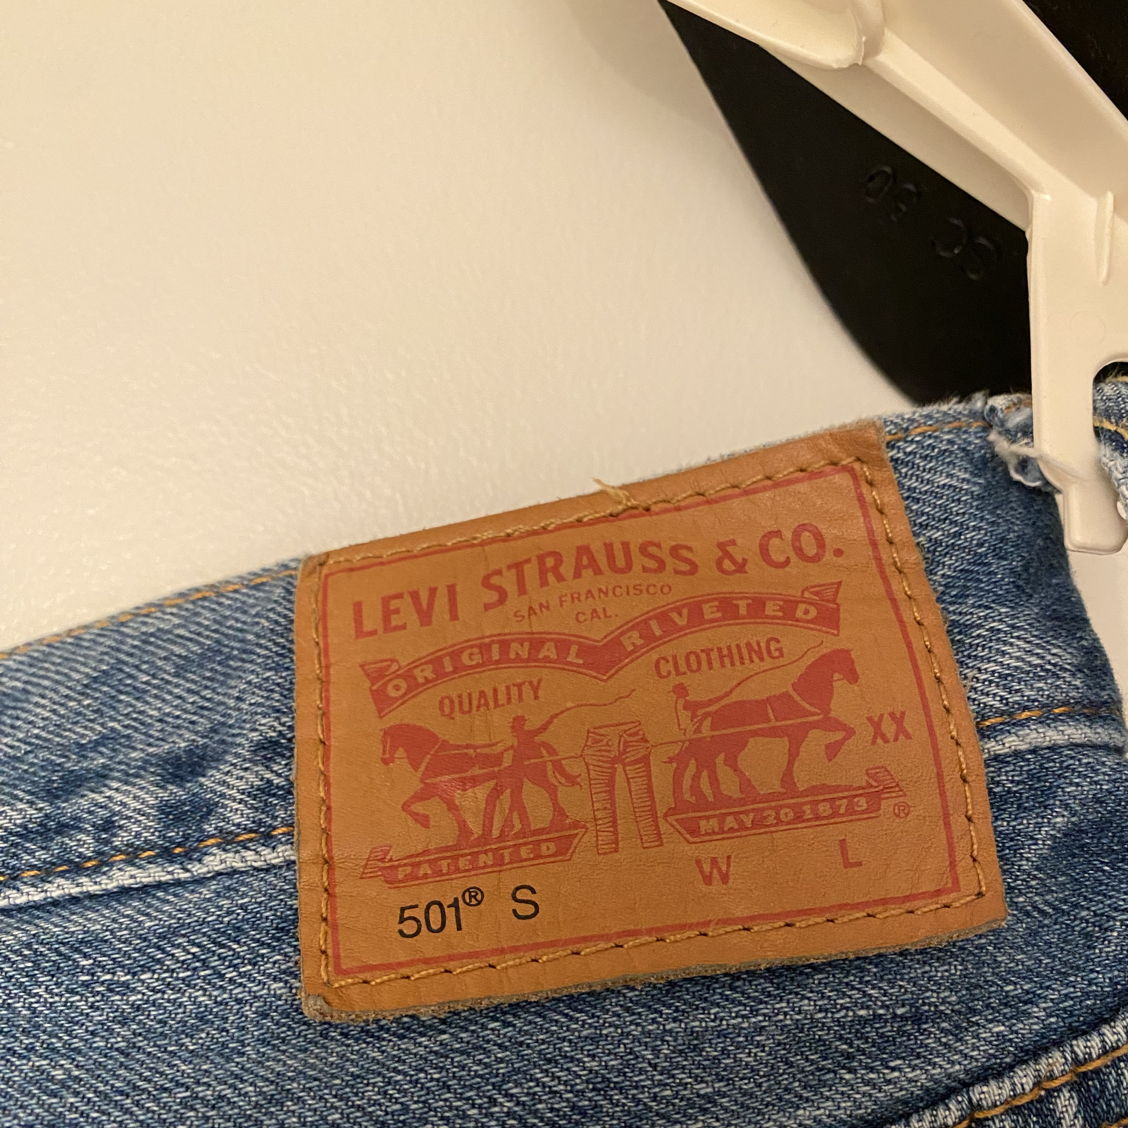 LEVI STRAUSS & CO.
SAN FRANCISCO
CAL.
ORIGINAL RIVETED
QUALITY CLOTHING
XX
PATENTED MAY 20 1873 ®
W L
501® S